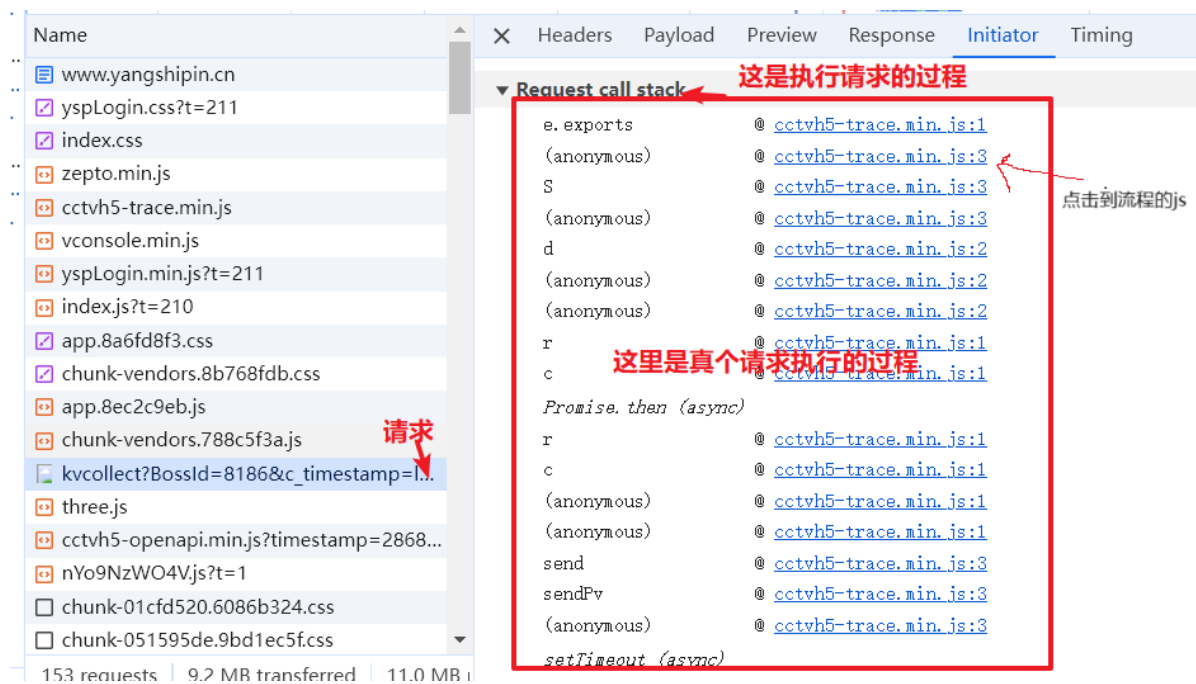 Name
www.yangshipin.cn
yspLogin.css?t=211
index.css
zepto.min.js
cctvh5-trace.min.js
vconsole.min.js
yspLogin.min.js?t=211
index.js?t=210
app.8a6fd8f3.css
chunk-vendors.8b768fdb.css
app.8ec2c9eb.js
chunk-vendors.788c5f3a.js
请求
kvcollect?BossId=8186&c_timestamp=l...
three.js
cctvh5-openapi.min.js?timestamp=2868...
nYo9NzWO4V.js?t=1
chunk-01cfd520.6086b324.css
chunk-051595de.9bd1ec5f.css
153 requests 9.2 MB transferred 11.0 MB
Headers Payload Preview Response Initiator Timing
这是执行请求的过程
Request call stack
e.exports @ cctvh5-trace.min.js:1
(anonymous) @ cctvh5-trace.min.js:3
S @ cctvh5-trace.min.js:3
点击到流程的js
(anonymous) @ cctvh5-trace.min.js:3
d @ cctvh5-trace.min.js:2
(anonymous) @ cctvh5-trace.min.js:2
(anonymous) @ cctvh5-trace.min.js:2
r @ cctvh5-trace.min.js:1
这里是真个请求执行的过程
c @ cctvh5-trace.min.js:1
Promise.then (async)
r @ cctvh5-trace.min.js:1
c @ cctvh5-trace.min.js:1
(anonymous) @ cctvh5-trace.min.js:1
(anonymous) @ cctvh5-trace.min.js:1
send @ cctvh5-trace.min.js:3
sendPv @ cctvh5-trace.min.js:3
(anonymous) @ cctvh5-trace.min.js:3
setTimeout (async)